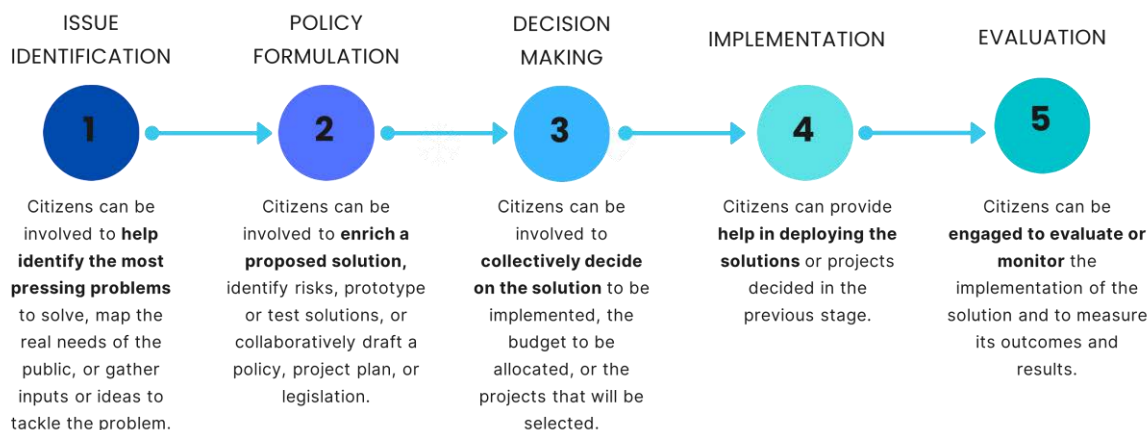 ISSUE
IDENTIFICATION
POLICY
FORMULATION
DECISION
MAKING
IMPLEMENTATION
EVALUATION
1
2
3
4
5
Citizens can be
involved to help
identify the most
pressing problems
to solve, map the
real needs of the
public, or gather
inputs or ideas to
tackle the problem.
Citizens can be
involved to enrich a
proposed solution,
identify risks, prototype
or test solutions, or
collaboratively draft a
policy, project plan, or
legislation.
Citizens can be
involved to
collectively decide
on the solution to be
implemented, the
budget to be
allocated, or the
projects that will be
selected.
Citizens can provide
help in deploying the
solutions or projects
decided in the
previous stage.
Citizens can be
engaged to evaluate or
monitor the
implementation of the
solution and to measure
its outcomes and
results.